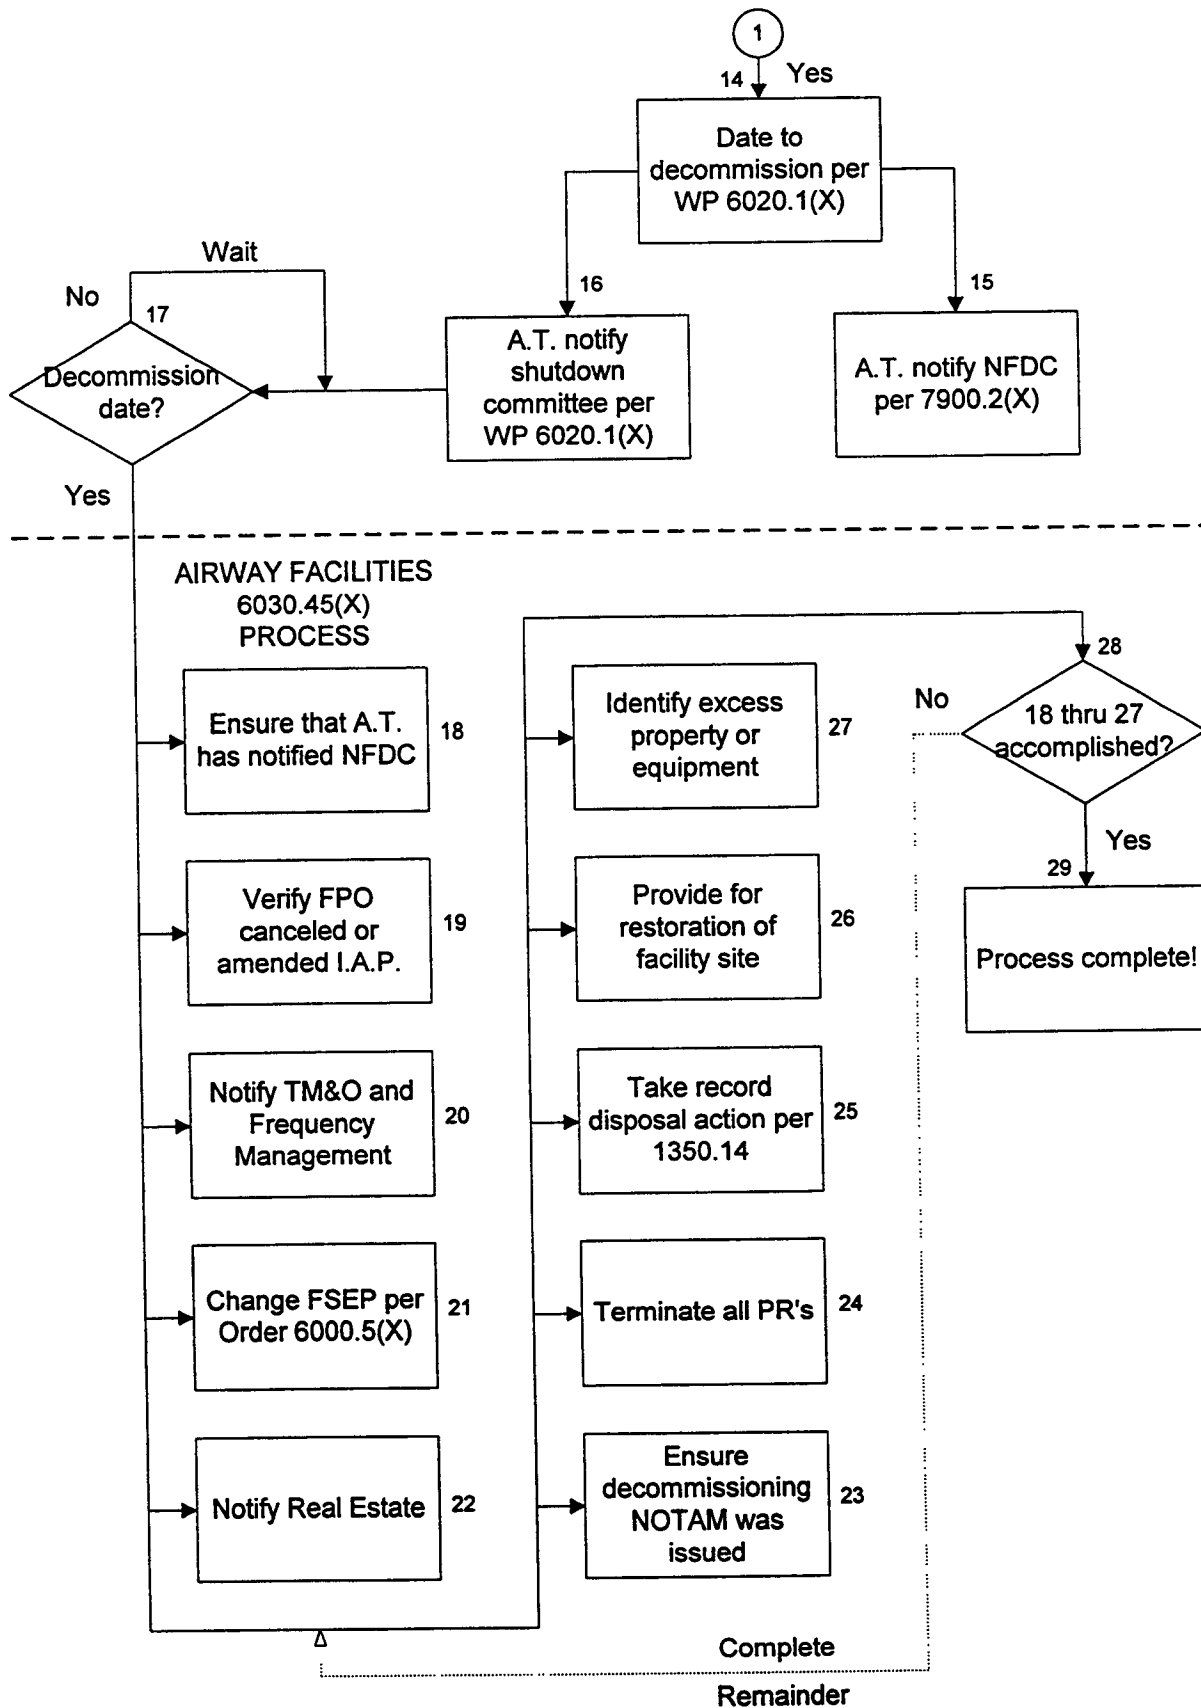 1
14
Yes
Date to
decommission per
WP 6020.1(X)
Wait
No
17
16
15
Decommission
date?
A.T. notify
shutdown
committee per
WP 6020.1(X)
A.T. notify NFDC
per 7900.2(X)
Yes
AIRWAY FACILITIES
6030.45(X)
PROCESS
Ensure that A.T.
has notified NFDC
18
Verify FPO
canceled or
amended I.A.P.
19
Notify TM&O and
Frequency
Management
20
Change FSEP per
Order 6000.5(X)
21
Notify Real Estate
22
Identify excess
property or
equipment
27
Provide for
restoration of
facility site
26
Take record
disposal action per
1350.14
25
Terminate all PR's
24
Ensure
decommissioning
NOTAM was
issued
23
28
No
18 thru 27
accomplished?
Yes
29
Process complete!
Complete
Remainder